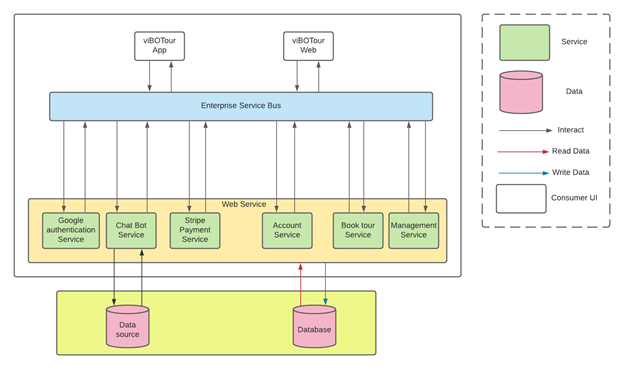 viBOTour
App
viBOTour
Web
Enterprise Service Bus
Web Service
Google
authentication
Service
Chat Bot
Service
Stripe
Payment
Service
Account
Service
Book tour
Service
Management
Service
Data
source
Database
Service
Data
Interact
Read Data
Write Data
Consumer UI